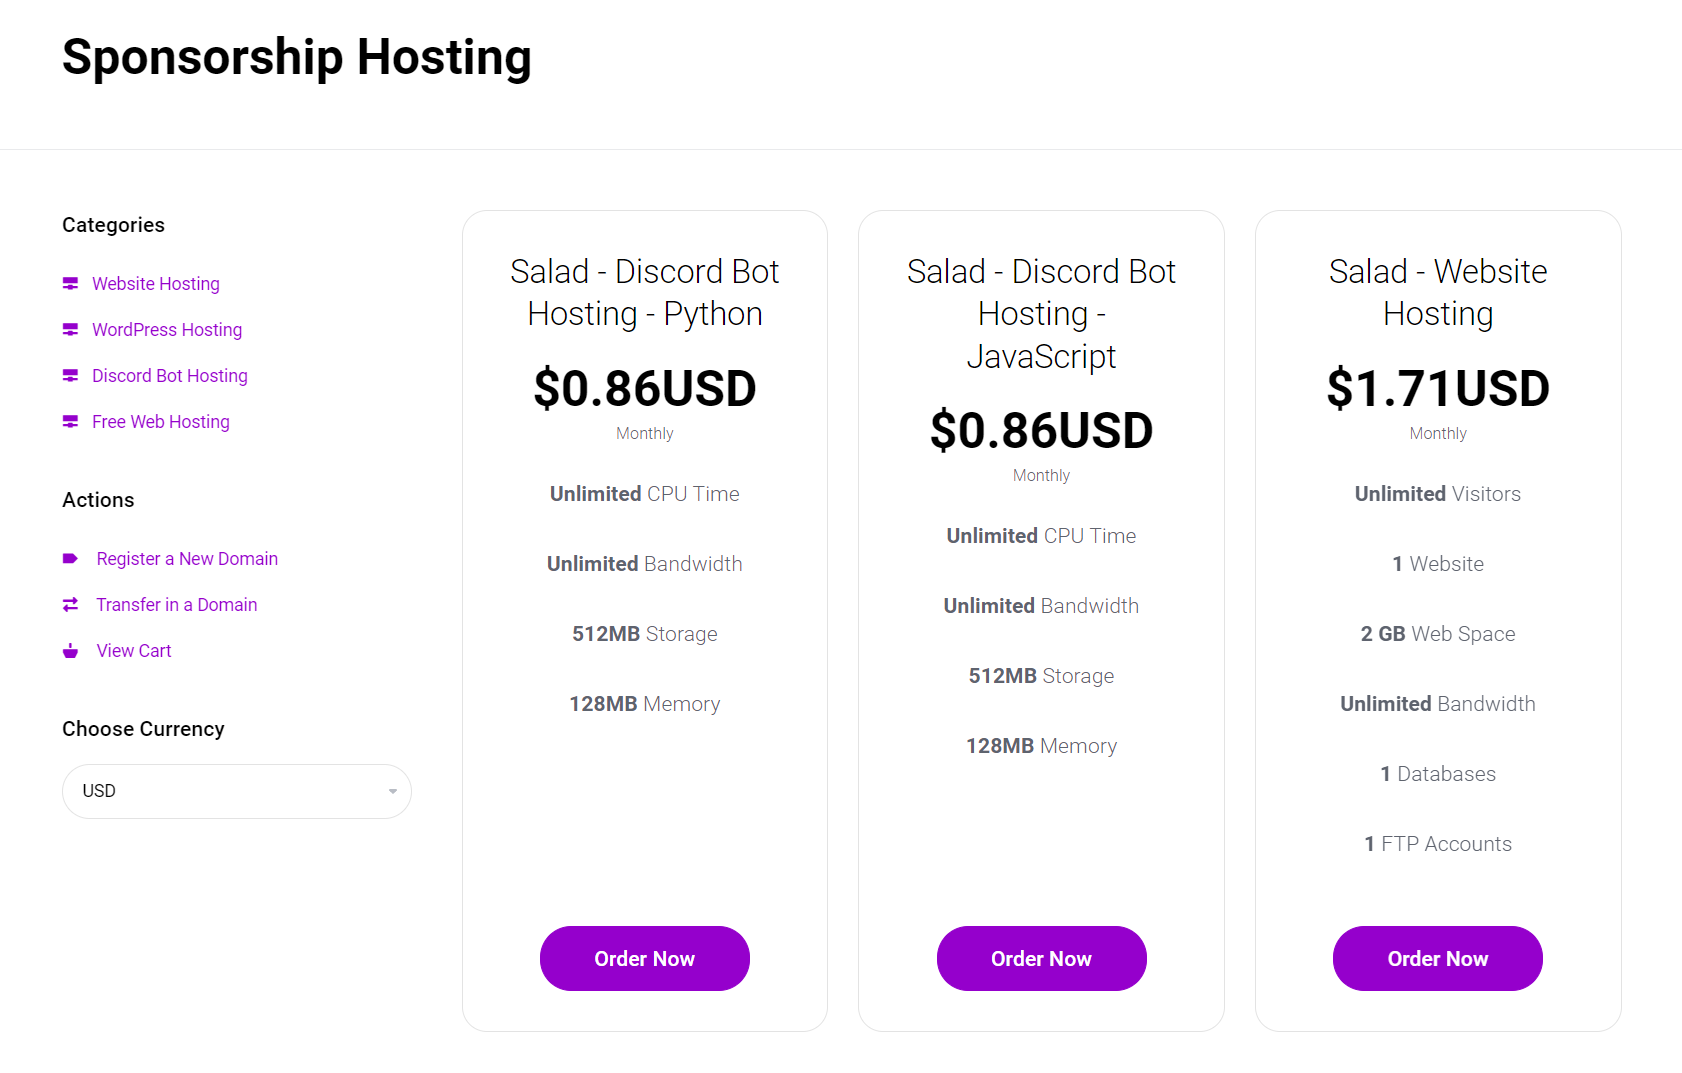 Sponsorship Hosting
Categories
Website Hosting
WordPress Hosting
Discord Bot Hosting
Free Web Hosting
Actions
Register a New Domain
Transfer in a Domain
View Cart
Choose Currency
USD
Salad - Discord Bot
Hosting - Python
$0.86USD
Monthly
Unlimited CPU Time
Unlimited Bandwidth
512MB Storage
128MB Memory
Order Now
Salad - Discord Bot
Hosting -
JavaScript
$0.86USD
Monthly
Unlimited CPU Time
Unlimited Bandwidth
512MB Storage
128MB Memory
Order Now
Salad - Website
Hosting
$1.71USD
Monthly
Unlimited Visitors
1 Website
2 GB Web Space
Unlimited Bandwidth
1 Databases
1 FTP Accounts
Order Now